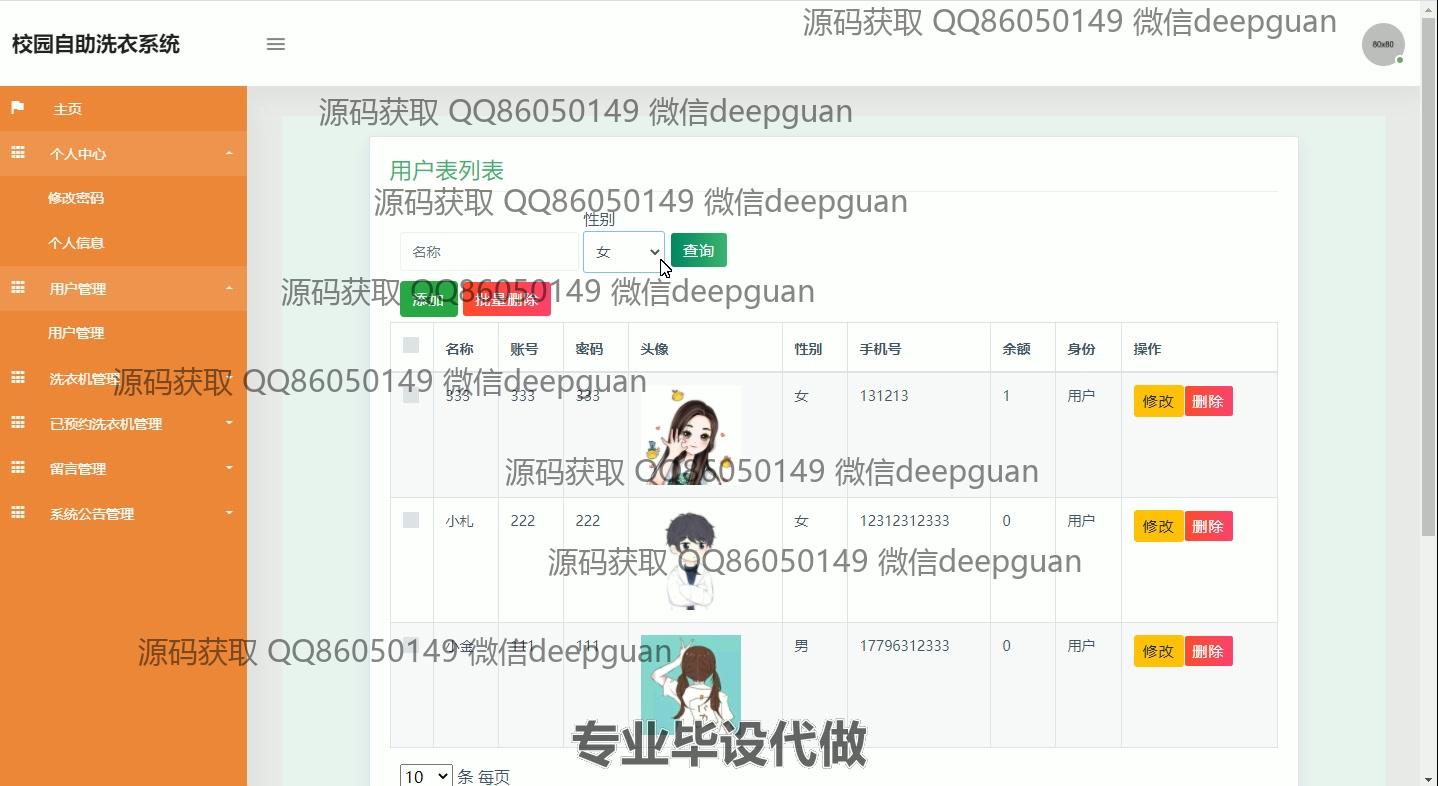 校园自助洗衣系统
源码获取 QQ86050149 微信deepguan
60x60
主页
源码获取 QQ86050149 微信deepguan
个人中心
用户表列表
修改密码
源码获取 QQ86050149 微信deepguan
性别
个人信息
名称
女
查询
用户管理
源码获取 QQ86050149 微信deepguan
添加
批量删除
用户管理
名称 账号 密码 头像 性别 手机号 余额 身份 操作
洗衣机管理
源码获取 QQ86050149 微信deepguan
333 333 333 女 131213 1 用户 修改 删除
已预约洗衣机管理
留言管理
源码获取 QQ86050149 微信deepguan
系统公告管理
小札 222 222 女 12312312333 0 用户 修改 删除
源码获取 QQ86050149 微信deepguan
小金 111 111 男 17796312333 0 用户 修改 删除
源码获取 QQ86050149 微信deepguan
专业毕设代做
10 条 每页